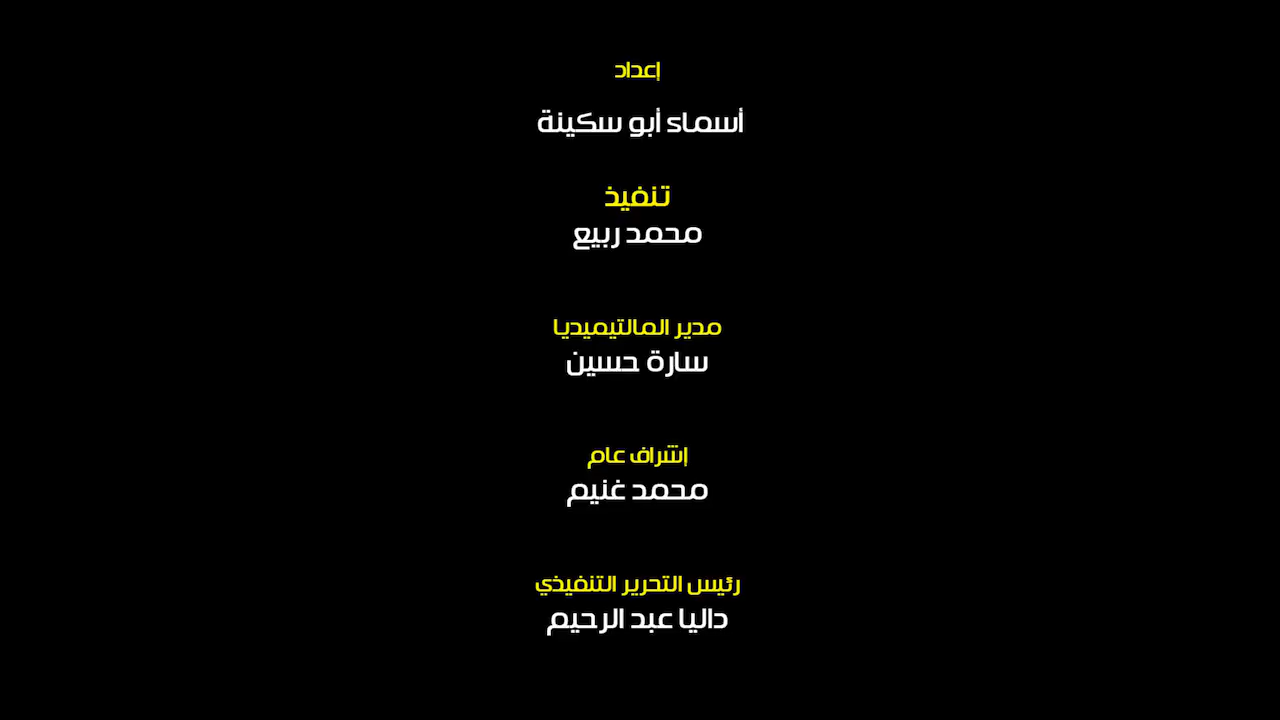 إعداد
أسماء أبو سكينة
تنفيذ
محمد ربيع
مدير المالتيميديا
سارة حسين
إشراف عام
محمد غنيم
رئيس التحرير التنفيذي
داليا عبد الرحيم